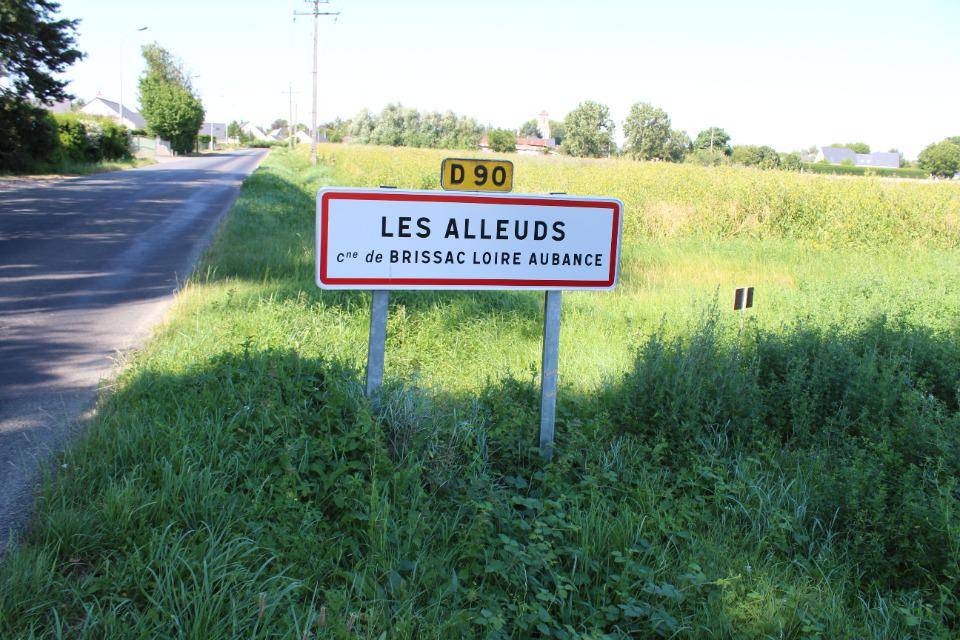 D 90
LES ALLEUDS
cne de BRISSAC LOIRE AUBANCE